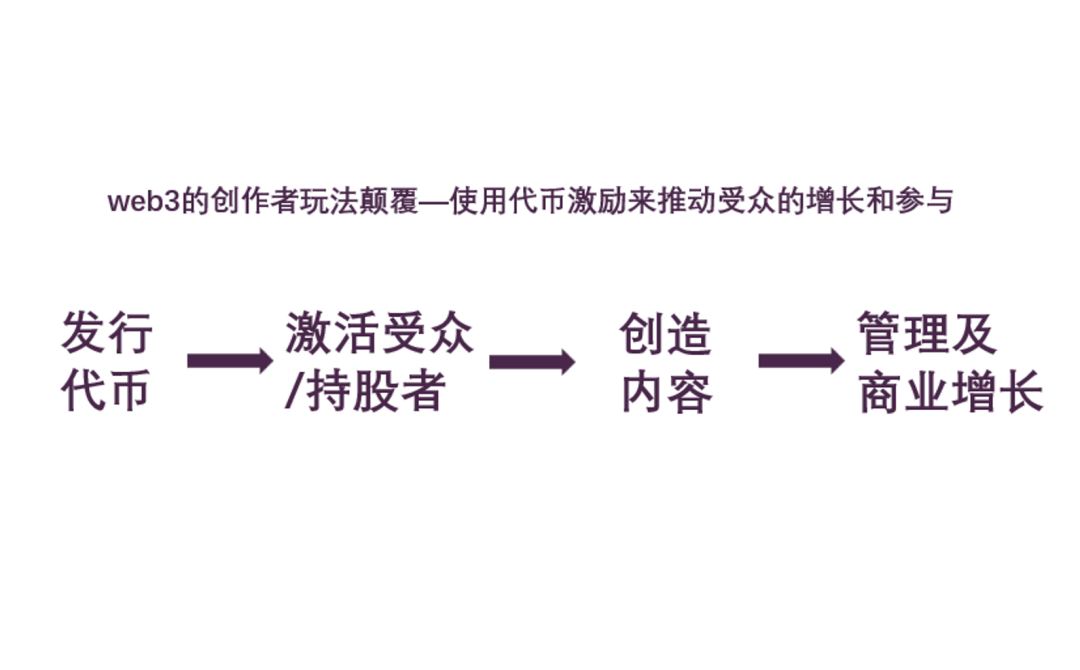 web3的创作者玩法颠覆—使用代币激励来推动受众的增长和参与
发行
代币
激活受众
/持股者
创造
内容
管理及
商业增长